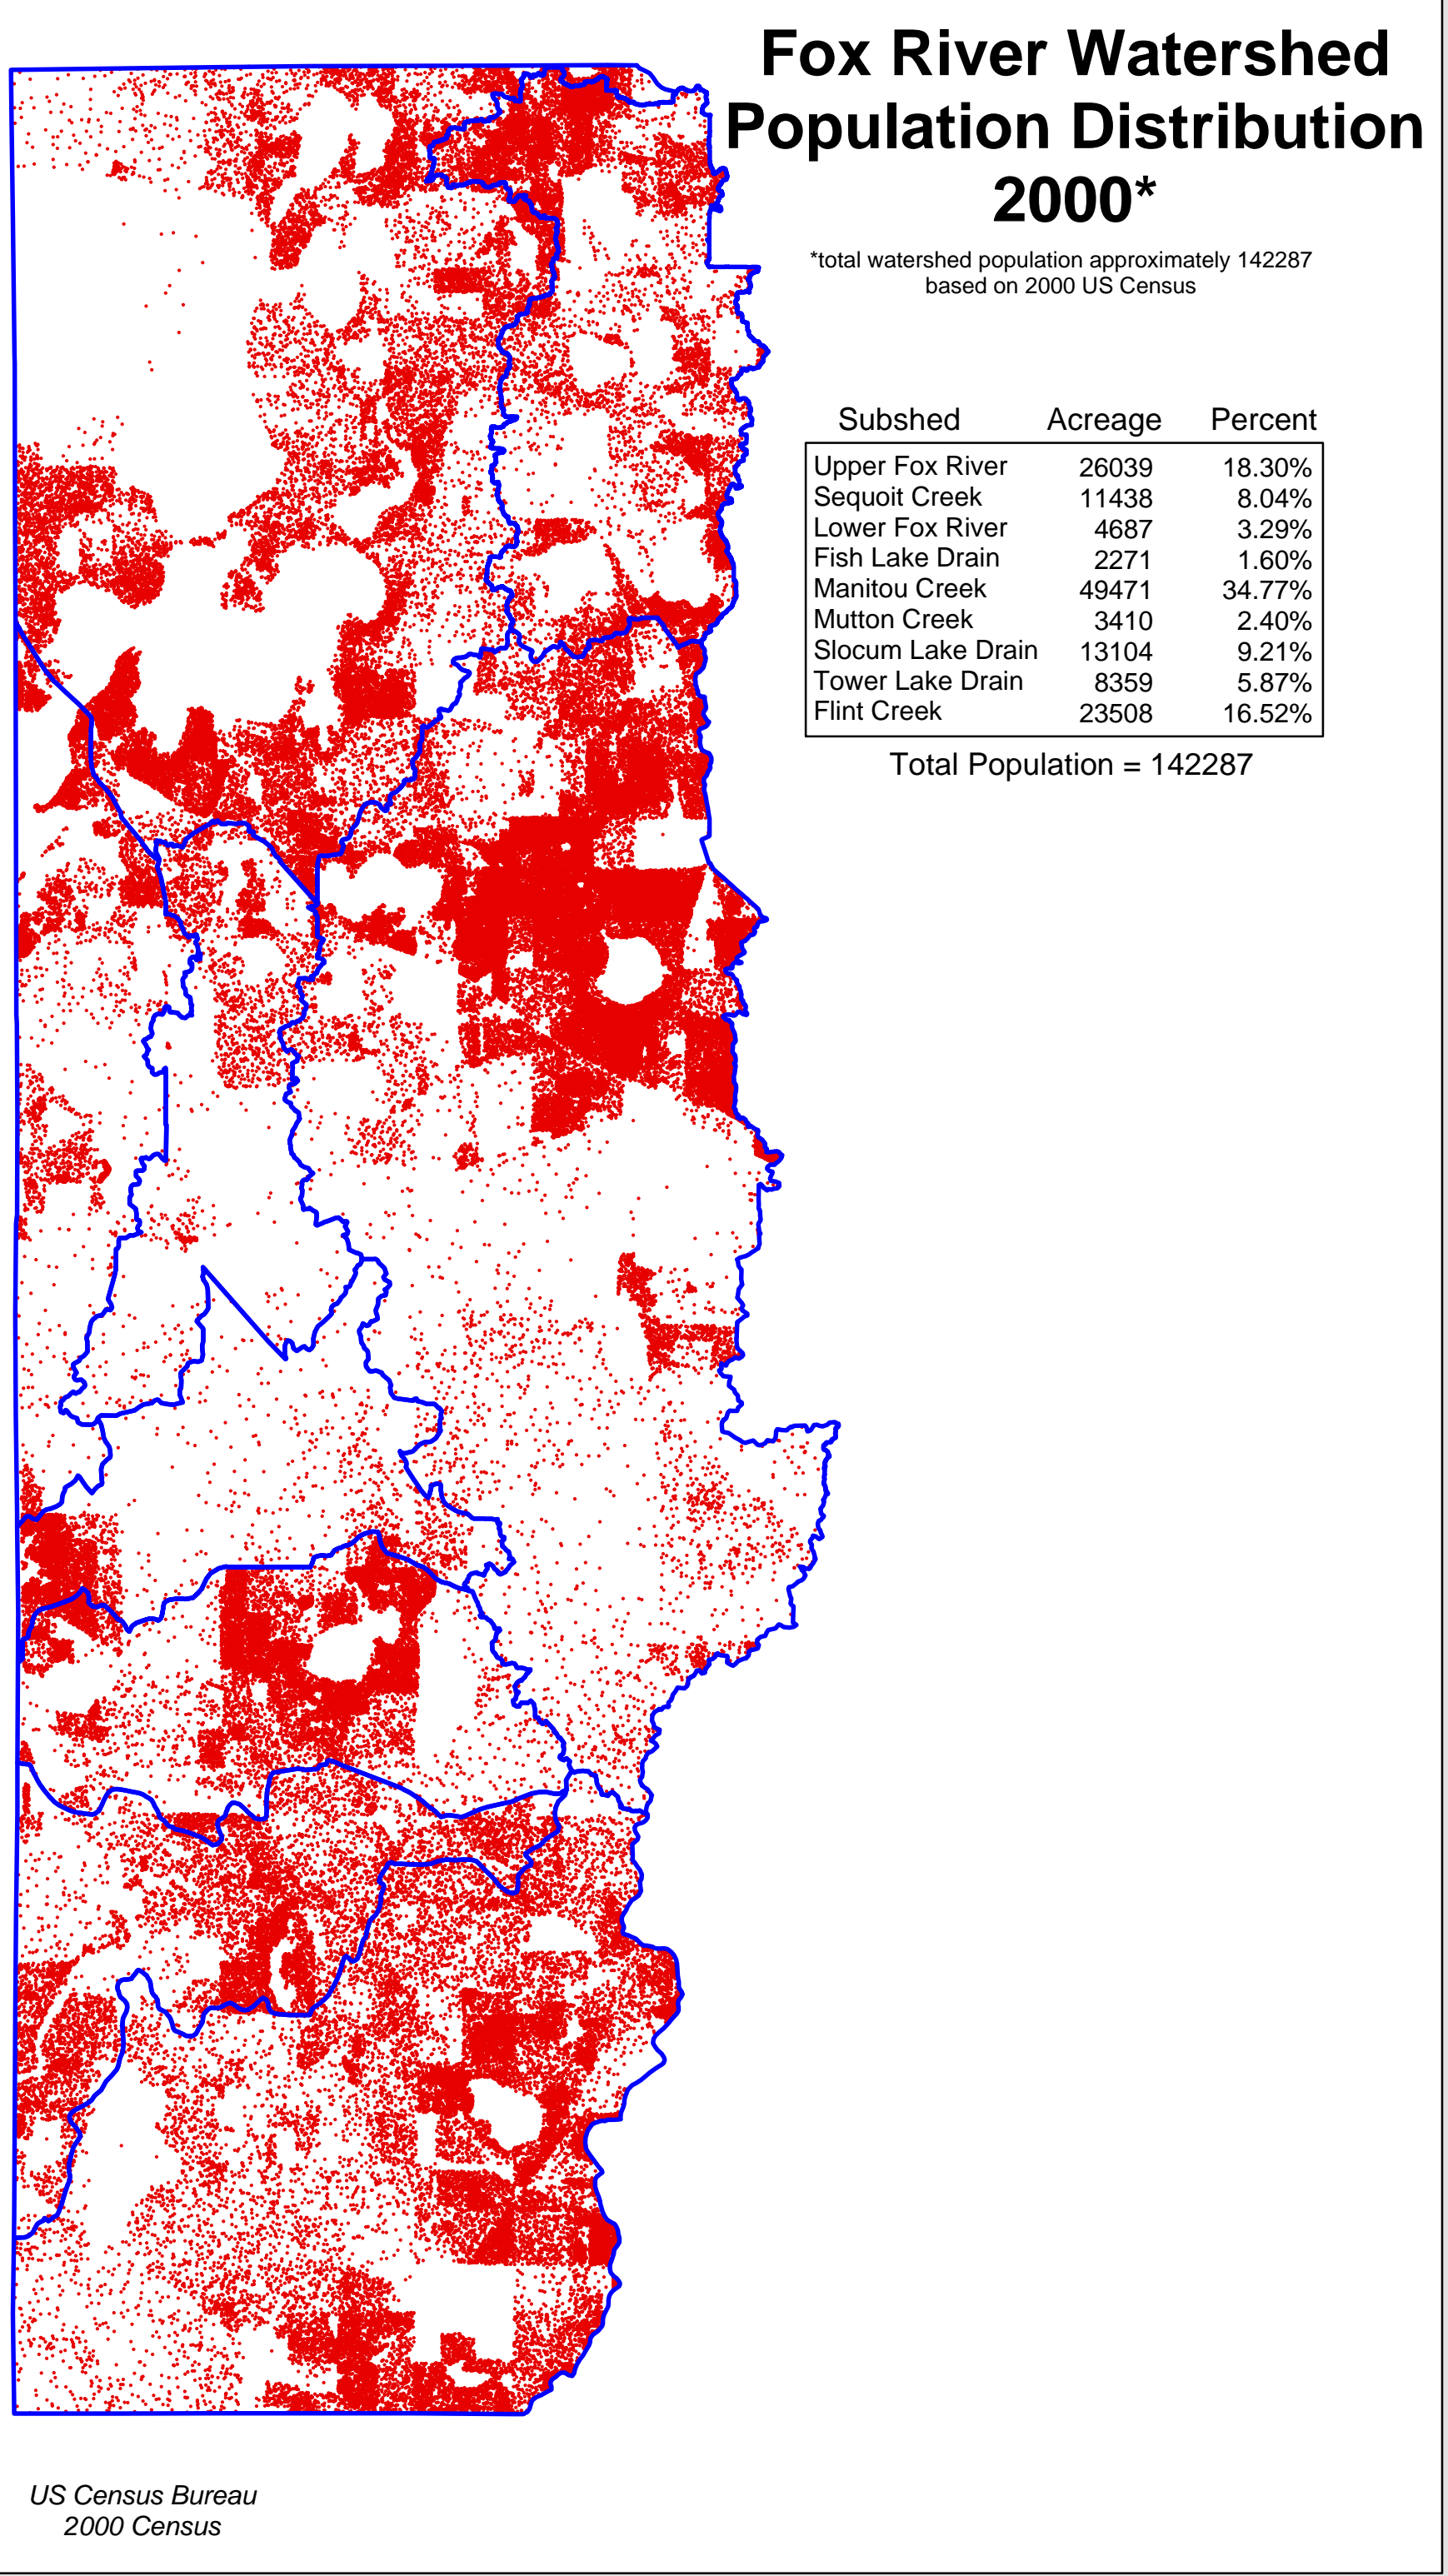 Fox River Watershed
Population Distribution
2000*
*total watershed population approximately 142287
based on 2000 US Census
Subshed Acreage Percent
Upper Fox River 26039 18.30%
Sequoit Creek 11438 8.04%
Lower Fox River 4687 3.29%
Fish Lake Drain 2271 1.60%
Manitou Creek 49471 34.77%
Mutton Creek 3410 2.40%
Slocum Lake Drain 13104 9.21%
Tower Lake Drain 8359 5.87%
Flint Creek 23508 16.52%
Total Population = 142287
US Census Bureau
2000 Census